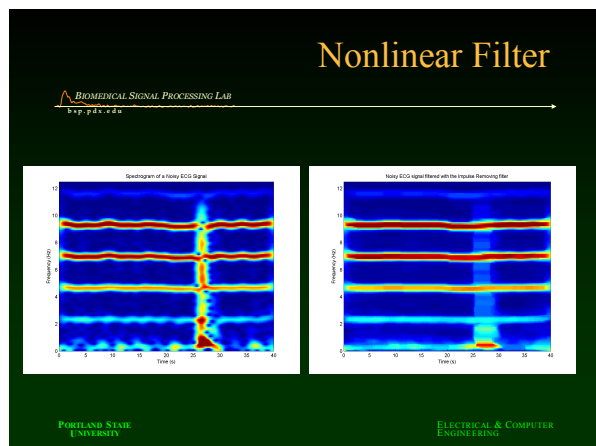 Nonlinear Filter
BIOMEDICAL SIGNAL PROCESSING LAB
bsp.pdx.edu
Spectrogram of a Noisy ECG Signal
Frequency (Hz)
12
10
8
6
4
2
0
0 5 10 15 20 25 30 35 40
Time (s)
Noisy ECG signal filtered with the Impulse Removing filter
Frequency (Hz)
12
10
8
6
4
2
0
0 5 10 15 20 25 30 35 40
Time (s)
PORTLAND STATE
UNIVERSITY
ELECTRICAL & COMPUTER
ENGINEERING